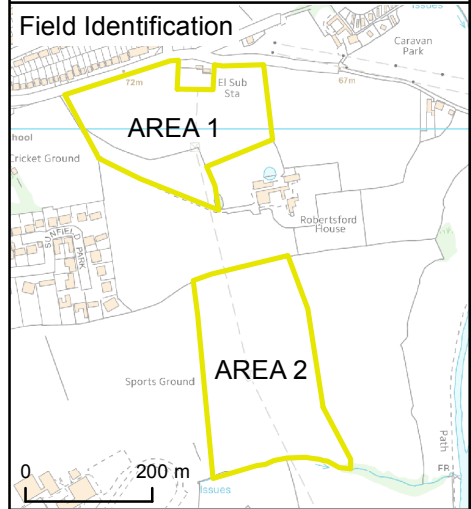 Field Identification
Issues
Caravan
Park
72m
El Sub
Sta
67m
AREA 1
hool
Cricket Ground
Robertsford
House
SUNFIELD
PARK
AREA 2
Sports Ground
Path
FB
0 200 m
Issues